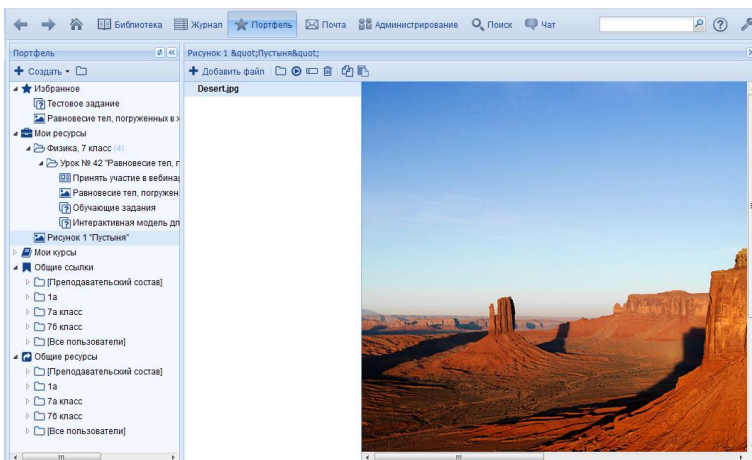 Библиотека Журнал Портфель Почта Администрирование Поиск Чат
Портфель
Создать
Избранное
Тестовое задание
Равновесие тел, погруженных в ж
Мои ресурсы
Физика, 7 класс (4)
Урок № 42 "Равновесие тел, п
Принять участие в вебина
Равновесие тел, погружен
Обучающие задания
Интерактивная модель дл
Рисунок 1 "Пустыня"
Мои курсы
Общие ссылки
[Преподавательский состав]
1а
7а класс
7б класс
[Все пользователи]
Общие ресурсы
[Преподавательский состав]
1а
7а класс
7б класс
[Все пользователи]
Рисунок 1 &quot;Пустыня&quot;
Добавить файл
Desert.jpg